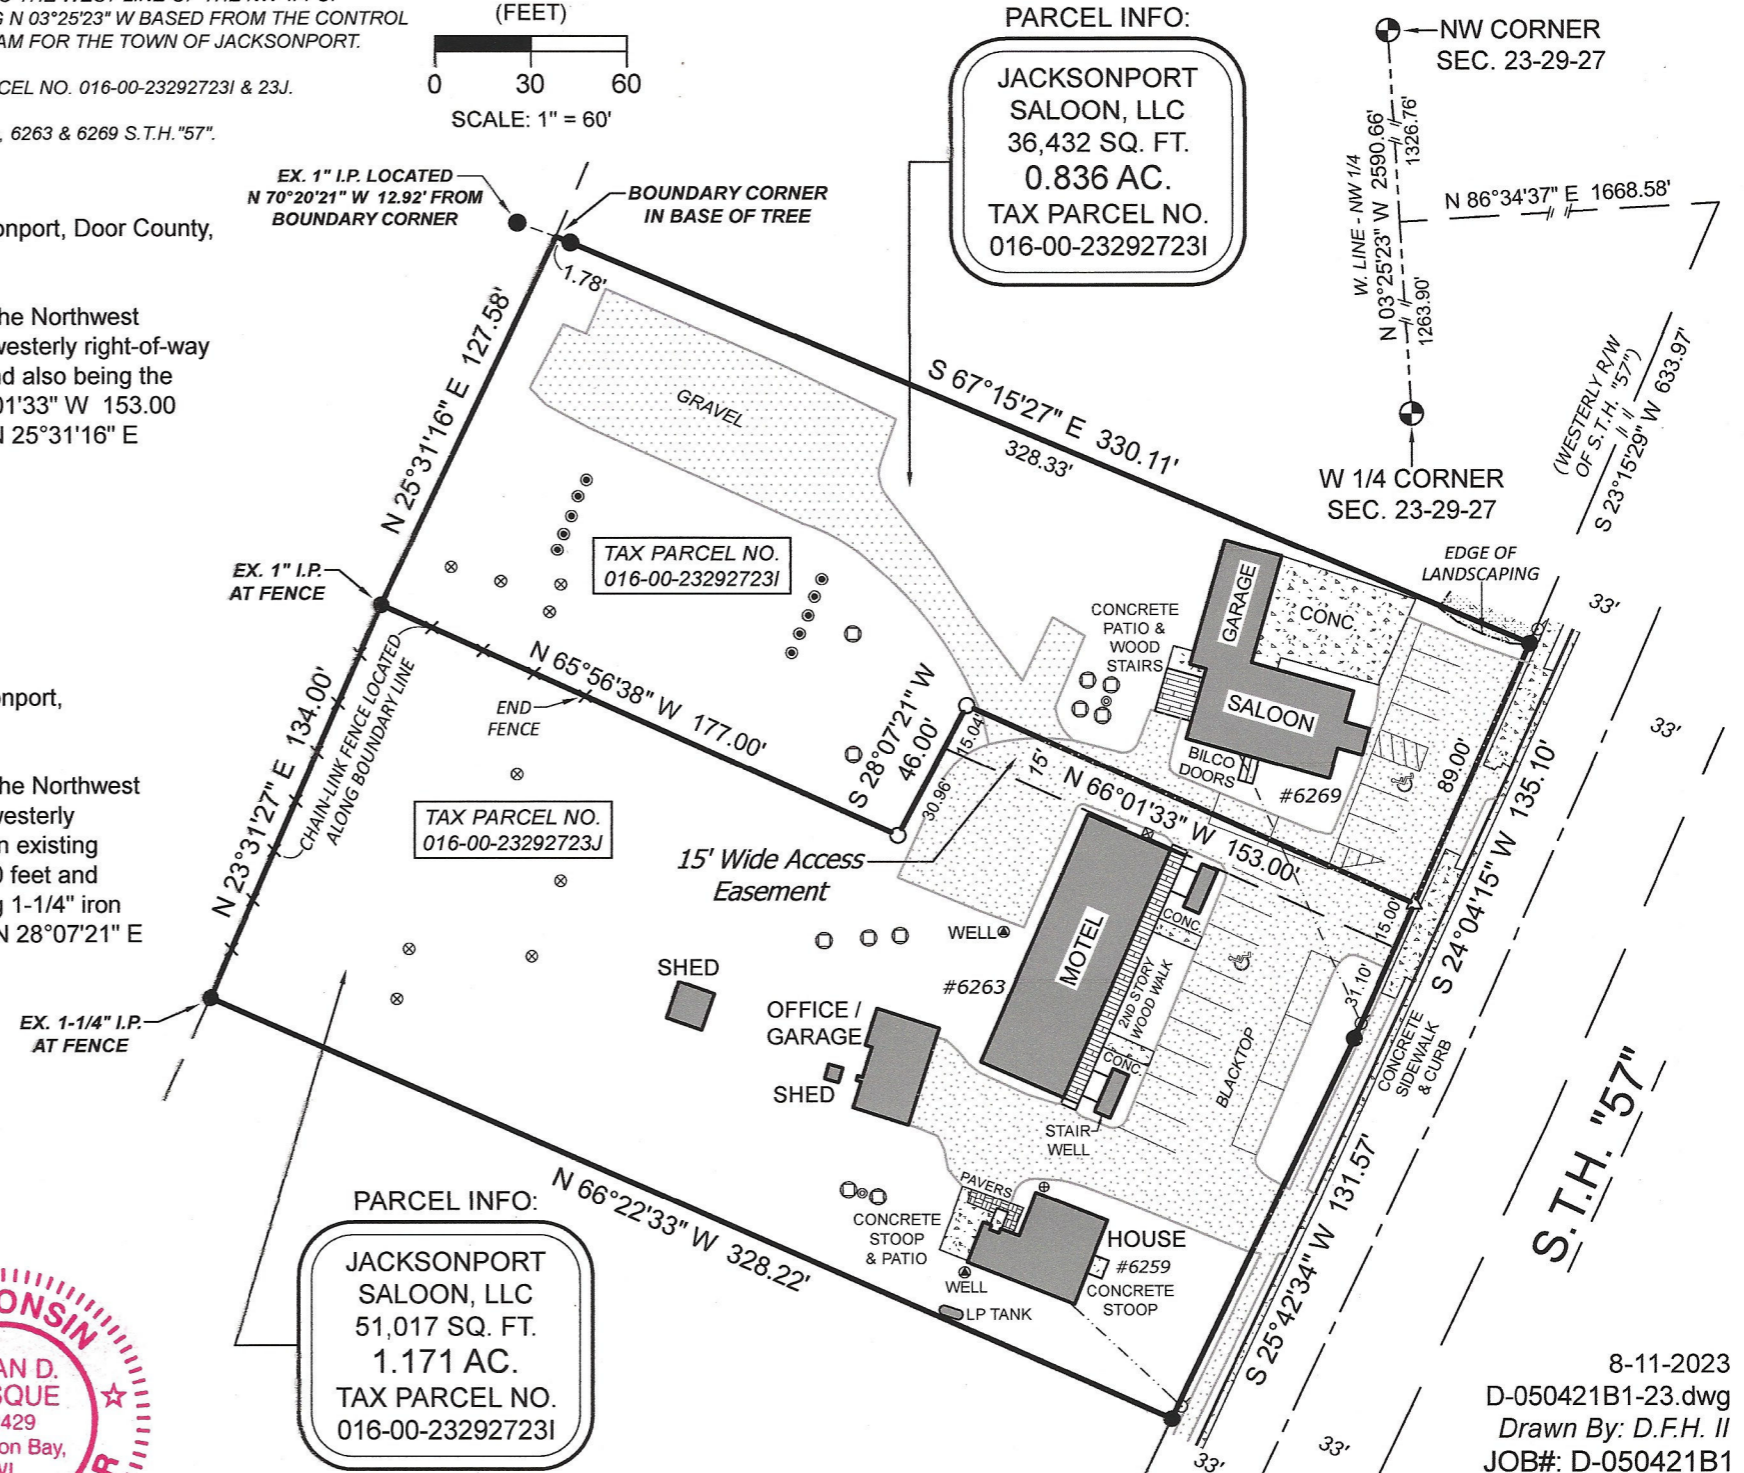 O THE WEST LINE OF THE NW 1/4 OF
G N 03°25'23" W BASED FROM THE CONTROL
AM FOR THE TOWN OF JACKSONPORT.
CEL NO. 016-00-23292723I & 23J.
, 6263 & 6269 S.T.H."57".
onport, Door County,
he Northwest
westerly right-of-way
nd also being the
01'33" W 153.00
N 25°31'16" E
onport,
he Northwest
westerly
n existing
0 feet and
g 1-1/4" iron
N 28°07'21" E
(FEET)
0 30 60
SCALE: 1" = 60'
PARCEL INFO:
JACKSONPORT
SALOON, LLC
36,432 SQ. FT.
0.836 AC.
TAX PARCEL NO.
016-00-23292723I
NW CORNER
SEC. 23-29-27
W. LINE - NW 1/4
N 03°25'23" W 2590.66'
1326.76'
1263.90'
N 86°34'37" E 1668.58'
W 1/4 CORNER
SEC. 23-29-27
(WESTERLY R/W
OF S.T.H. "57")
S 23°15'29" W 633.97'
EX. 1" I.P. LOCATED
N 70°20'21" W 12.92' FROM
BOUNDARY CORNER
BOUNDARY CORNER
IN BASE OF TREE
1.78'
N 25°31'16" E 127.58'
GRAVEL
S 67°15'27" E 330.11'
328.33'
EX. 1" I.P.
AT FENCE
TAX PARCEL NO.
016-00-23292723I
EDGE OF
LANDSCAPING
33'
33'
CONCRETE
PATIO &
WOOD
STAIRS
GARAGE
CONC.
SALOON
BILCO
DOORS
#6269
N 65°56'38" W 177.00'
END
FENCE
CHAIN-LINK FENCE LOCATED
ALONG BOUNDARY LINE
N 23°31'27" E 134.00'
S 28°07'21" W
46.00'
15.04'
30.96'
15'
N 66°01'33" W 153.00'
89.00'
S 24°04'15" W 135.10'
TAX PARCEL NO.
016-00-23292723J
15' Wide Access
Easement
15.00'
31.10'
WELL
#6263
MOTEL
CONC.
2ND STORY
WOOD WALK
CONC.
BLACKTOP
STAIR
WELL
CONCRETE
SIDEWALK
& CURB
SHED
OFFICE /
GARAGE
SHED
EX. 1-1/4" I.P.
AT FENCE
N 66°22'33" W 328.22'
PAVERS
CONCRETE
STOOP
& PATIO
WELL
LP TANK
HOUSE
#6259
CONCRETE
STOOP
S 25°42'34" W 131.57'
S.T.H. "57"
33'
33'
PARCEL INFO:
JACKSONPORT
SALOON, LLC
51,017 SQ. FT.
1.171 AC.
TAX PARCEL NO.
016-00-23292723I
ONSIN
AN D.
SQUE
429
on Bay,
WI
R
8-11-2023
D-050421B1-23.dwg
Drawn By: D.F.H. II
JOB#: D-050421B1